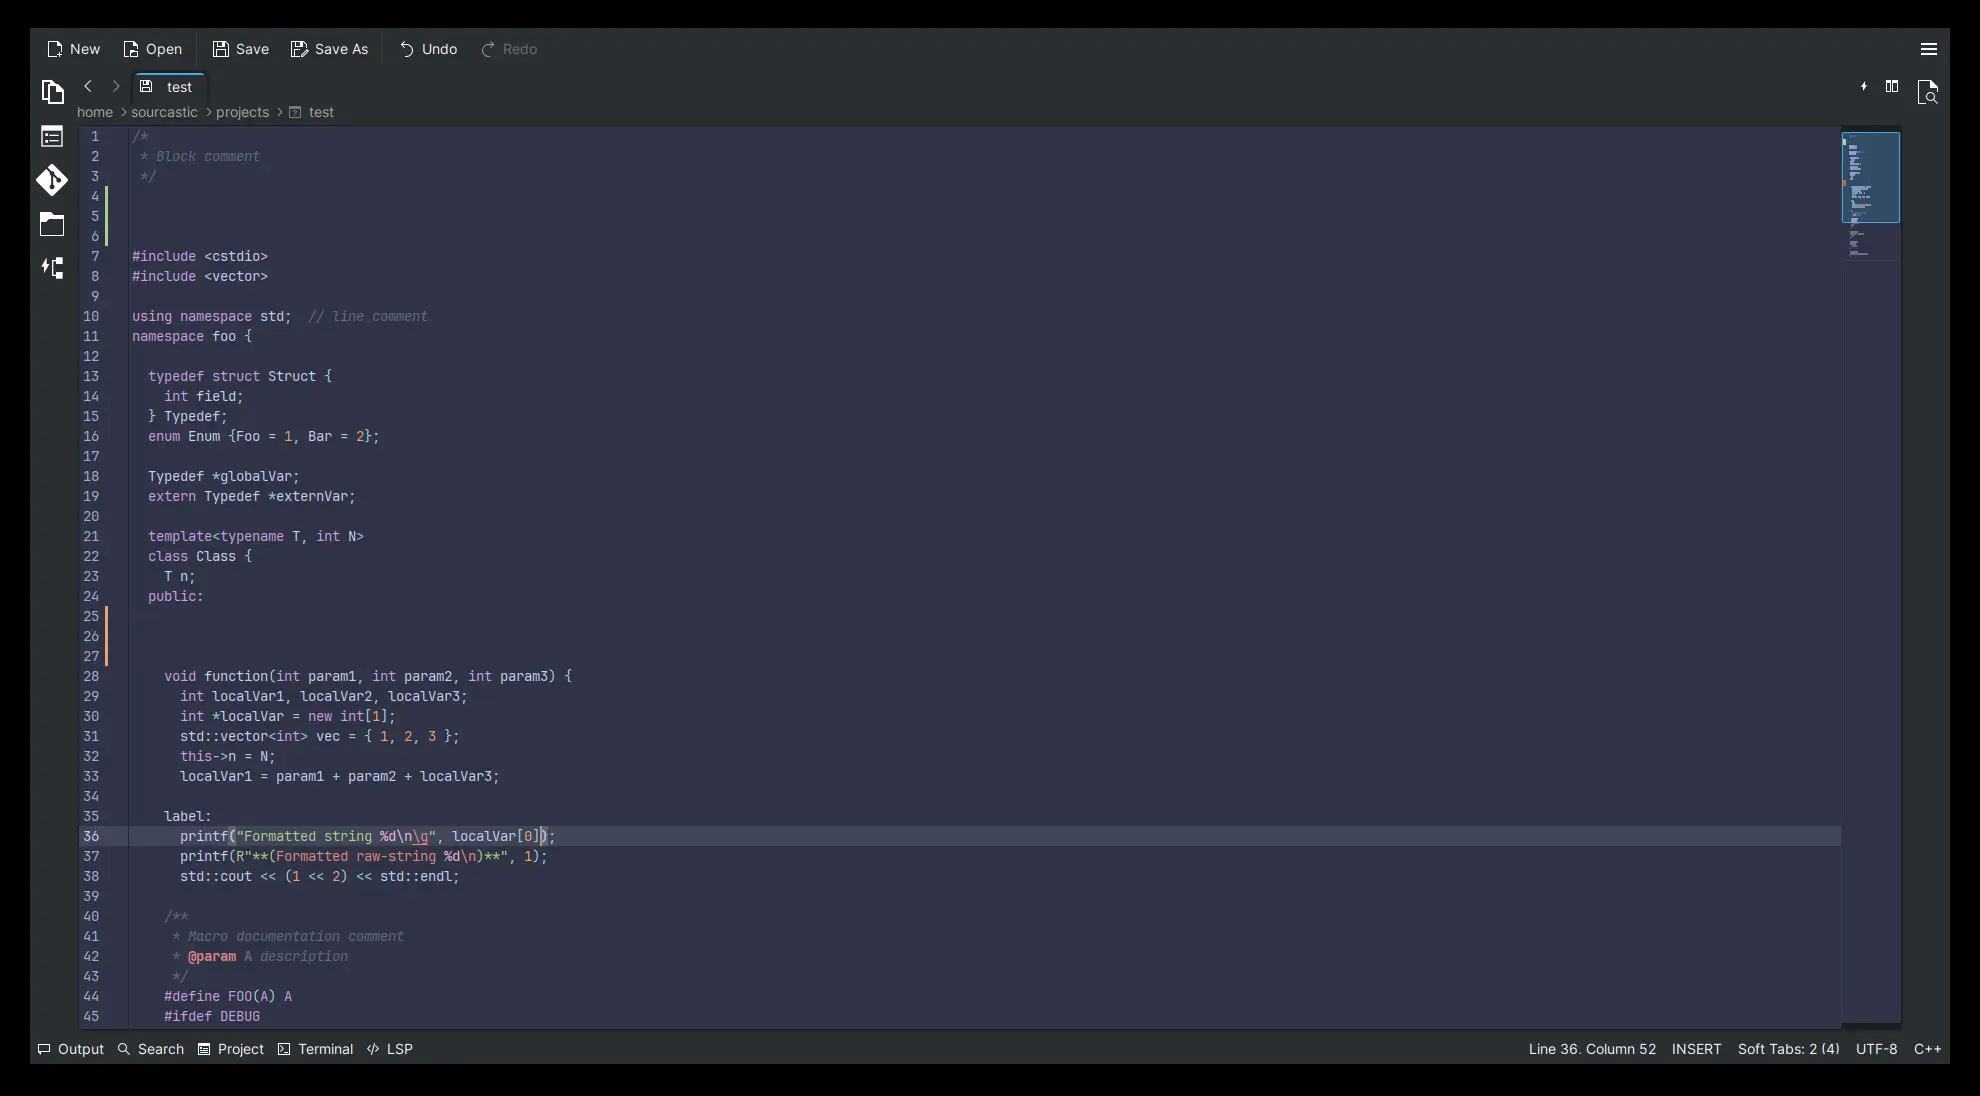 New Open Save Save As Undo Redo
test
home > sourcastic > projects > test
1 /*
2  * Block comment
3  */
4
5
6
7 #include <cstdio>
8 #include <vector>
9
10 using namespace std;  // line comment
11 namespace foo {
12
13   typedef struct Struct {
14     int field;
15   } Typedef;
16   enum Enum {Foo = 1, Bar = 2};
17
18   Typedef *globalVar;
19   extern Typedef *externVar;
20
21   template<typename T, int N>
22   class Class {
23     T n;
24   public:
25
26
27
28     void function(int param1, int param2, int param3) {
29       int localVar1, localVar2, localVar3;
30       int *localVar = new int[1];
31       std::vector<int> vec = { 1, 2, 3 };
32       this->n = N;
33       localVar1 = param1 + param2 + localVar3;
34
35     label:
36       printf("Formatted string %d\n\g", localVar[0]);
37       printf(R"**(Formatted raw-string %d\n)**", 1);
38       std::cout << (1 << 2) << std::endl;
39
40     /**
41      * Macro documentation comment
42      * @param A description
43      */
44     #define FOO(A) A
45     #ifdef DEBUG
Output Search Project Terminal LSP Line 36. Column 52 INSERT Soft Tabs: 2 (4) UTF-8 C++